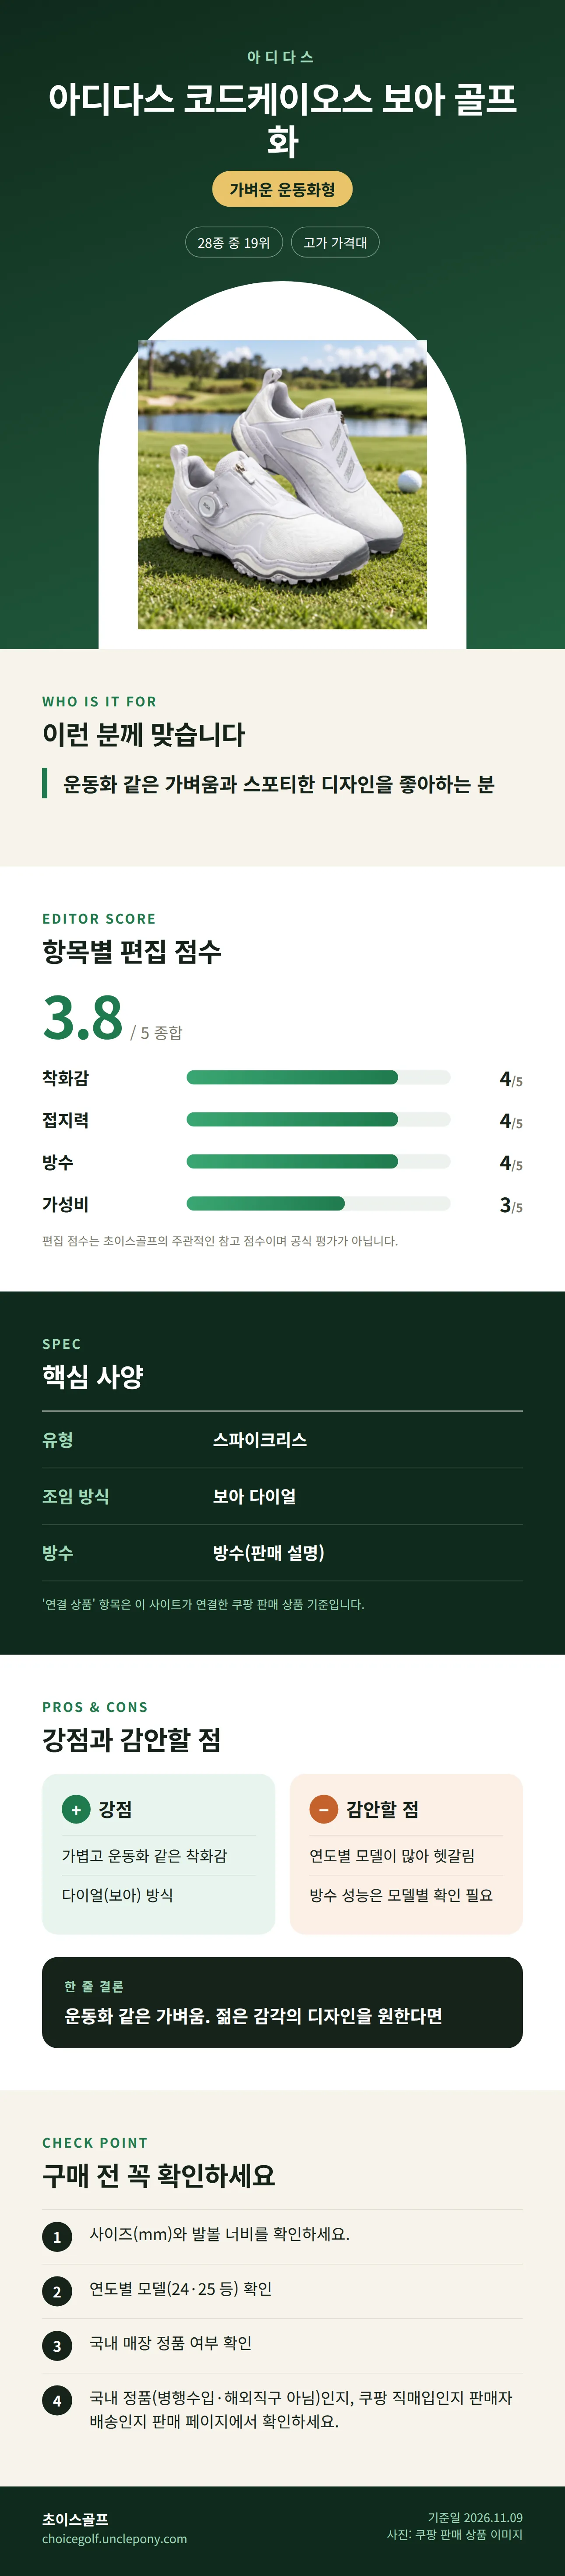 아디다스
아디다스 코드케이오스 보아 골프
화
가벼운 운동화형
28종 중 19위
고가 가격대
WHO IS IT FOR
이런 분께 맞습니다
운동화 같은 가벼움과 스포티한 디자인을 좋아하는 분
EDITOR SCORE
항목별 편집 점수
3.8 / 5 종합
착화감 4/5
접지력 4/5
방수 4/5
가성비 3/5
편집 점수는 초이스골프의 주관적인 참고 점수이며 공식 평가가 아닙니다.
SPEC
핵심 사양
유형 스파이크리스
조임 방식 보아 다이얼
방수 방수(판매 설명)
'연결 상품' 항목은 이 사이트가 연결한 쿠팡 판매 상품 기준입니다.
PROS & CONS
강점과 감안할 점
+ 강점
가볍고 운동화 같은 착화감
다이얼(보아) 방식
− 감안할 점
연도별 모델이 많아 헷갈림
방수 성능은 모델별 확인 필요
한 줄 결론
운동화 같은 가벼움. 젊은 감각의 디자인을 원한다면
CHECK POINT
구매 전 꼭 확인하세요
1 사이즈(mm)와 발볼 너비를 확인하세요.
2 연도별 모델(24·25 등) 확인
3 국내 매장 정품 여부 확인
4 국내 정품(병행수입·해외직구 아님)인지, 쿠팡 직매입인지 판매자
배송인지 판매 페이지에서 확인하세요.
초이스골프
choicegolf.unclepony.com
기준일 2026.11.09
사진: 쿠팡 판매 상품 이미지